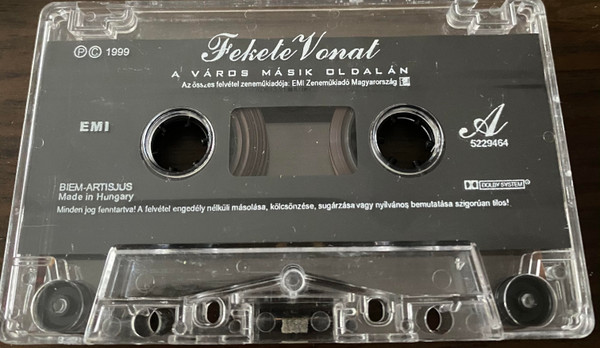 Fekete Vonat
℗ © 1999
A VÁROS MÁSIK OLDALÁN
Az összes felvétel zeneműkiadója: EMI Zeneműkiadó Magyarország
EMI
A
5229464
BIEM-ARTISJUS
Made in Hungary
DOLBY SYSTEM
Minden jog fenntartva! A felvétel engedély nélküli másolása, kölcsönzése, sugárzása vagy nyilvános bemutatása szigorúan tilos!